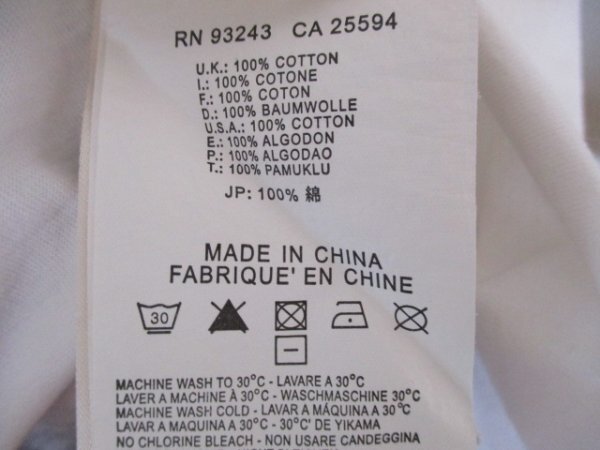 RN 93243 CA 25594
U.K.: 100% COTTON
I.: 100% COTONE
F.: 100% COTON
D.: 100% BAUMWOLLE
U.S.A.: 100% COTTON
E.: 100% ALGODON
P.: 100% ALGODAO
T.: 100% PAMUKLU
JP: 100% 綿
MADE IN CHINA
FABRIQUE' EN CHINE
30
MACHINE WASH TO 30°C - LAVARE A 30°C
LAVER A MACHINE À 30°C - WASCHMASCHINE 30°C
MACHINE WASH COLD - LAVAR A MÁQUINA A 30°C
LAVAR A MÁQUINA A 30°C - 30°C' DE YIKAMA
NO CHLORINE BLEACH - NON USARE CANDEGGINA